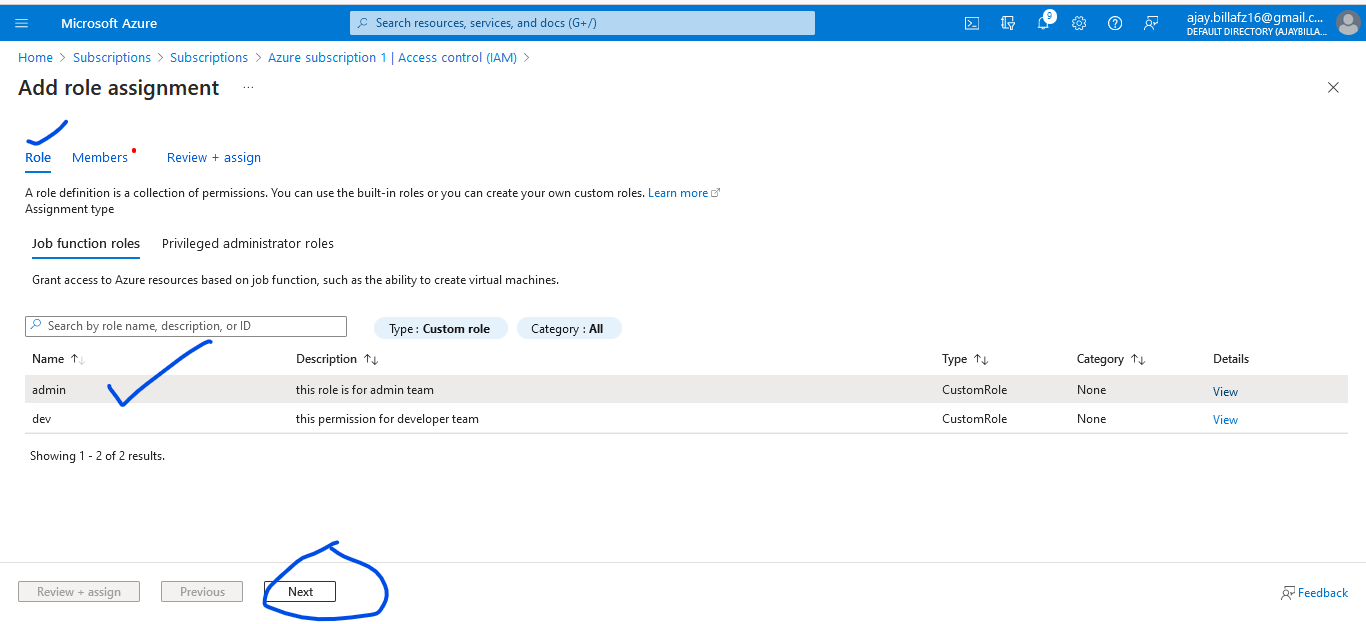 Microsoft Azure
Search resources, services, and docs (G+/)
9
ajay.billafz16@gmail.c...
DEFAULT DIRECTORY (AJAYBILLA...
Home > Subscriptions > Subscriptions > Azure subscription 1 | Access control (IAM) >
Add role assignment ...
Role Members Review + assign
A role definition is a collection of permissions. You can use the built-in roles or you can create your own custom roles. Learn more
Assignment type
Job function roles Privileged administrator roles
Grant access to Azure resources based on job function, such as the ability to create virtual machines.
Search by role name, description, or ID Type : Custom role Category : All
Name ↑↓ Description ↑↓ Type ↑↓ Category ↑↓ Details
admin this role is for admin team CustomRole None View
dev this permission for developer team CustomRole None View
Showing 1 - 2 of 2 results.
Review + assign Previous Next Feedback